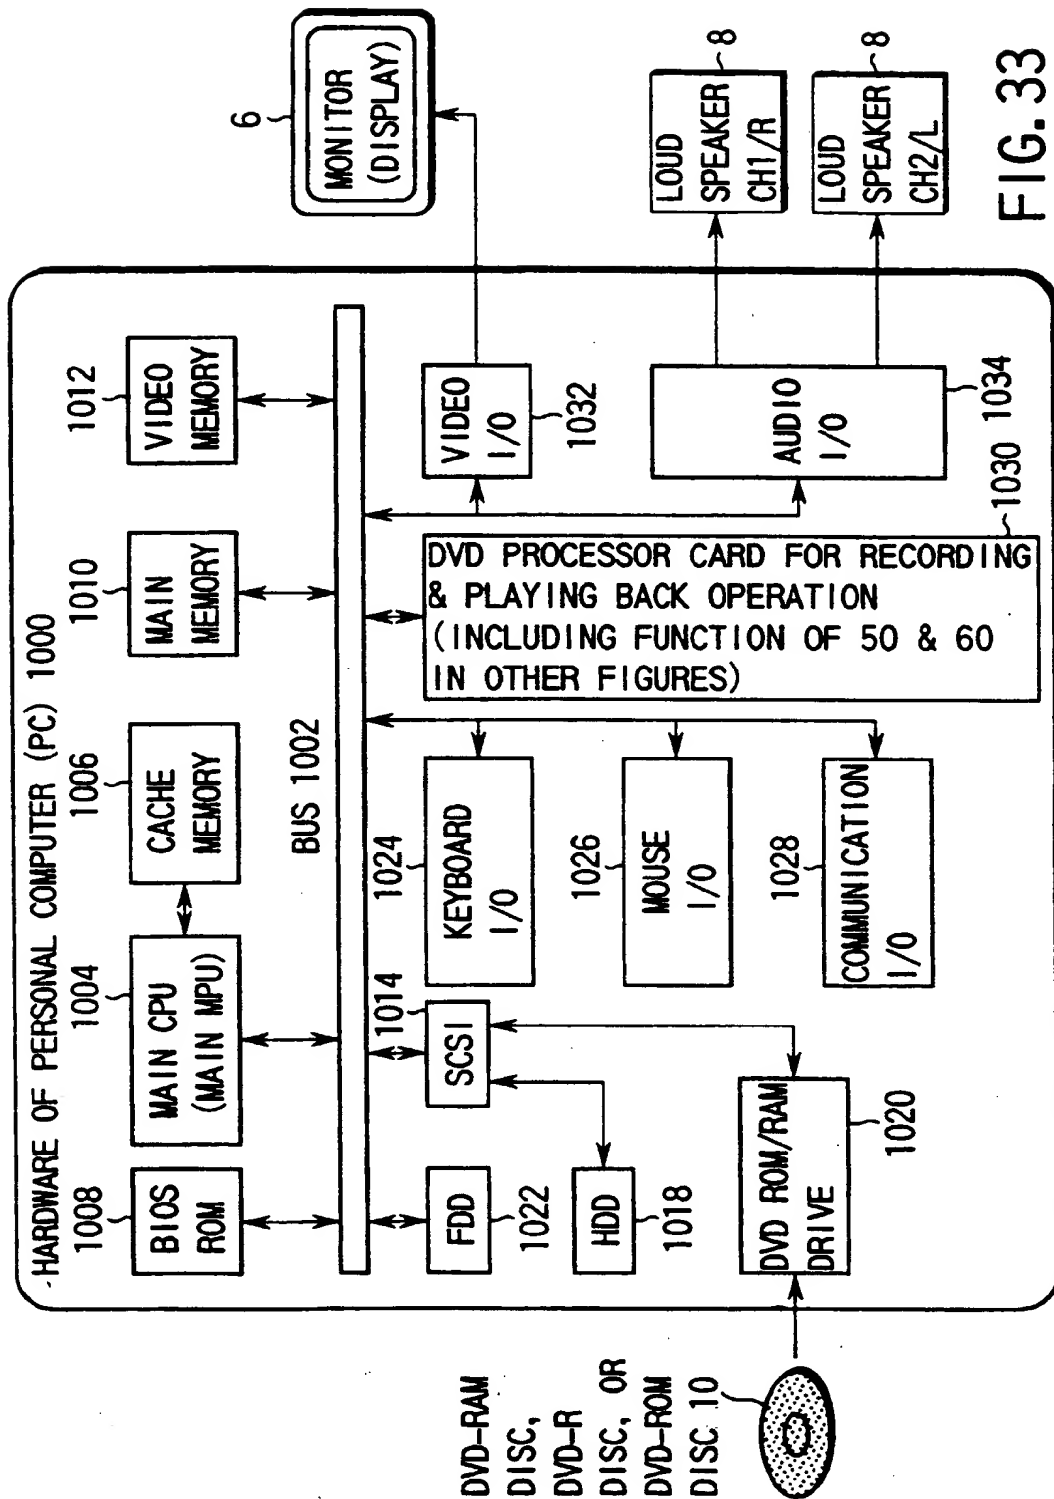 HARDWARE OF PERSONAL COMPUTER (PC) 1000
1008
BIOS
ROM
1004
MAIN CPU
(MAIN MPU)
1006
CACHE
MEMORY
1010
MAIN
MEMORY
1012
VIDEO
MEMORY
6
MONITOR
(DISPLAY)
BUS 1002
FDD
1022
1014
SCSI
HDD
1018
DVD ROM/RAM
DRIVE
1020
1024
KEYBOARD
I/O
1026
MOUSE
I/O
1028
COMMUNICATION
I/O
DVD PROCESSOR CARD FOR RECORDING
& PLAYING BACK OPERATION
(INCLUDING FUNCTION OF 50 & 60
IN OTHER FIGURES)
1030
VIDEO
I/O
1032
AUDIO
I/O
1034
LOUD
SPEAKER
CH1/R
8
LOUD
SPEAKER
CH2/L
8
DVD-RAM
DISC,
DVD-R
DISC, OR
DVD-ROM
DISC 10
FIG. 33